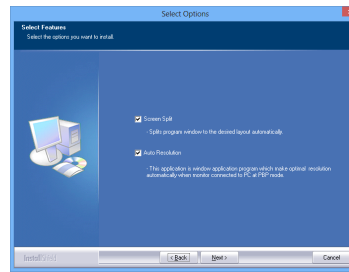 Select Options
Select Features
Select the options you want to install.
Screen Split
- Splits program window to the desired layout automatically.
Auto Resolution
- This application is window application program which make optimal resolution
automatically when monitor connected to PC at PBP mode.
InstallShield
< Back
Next >
Cancel